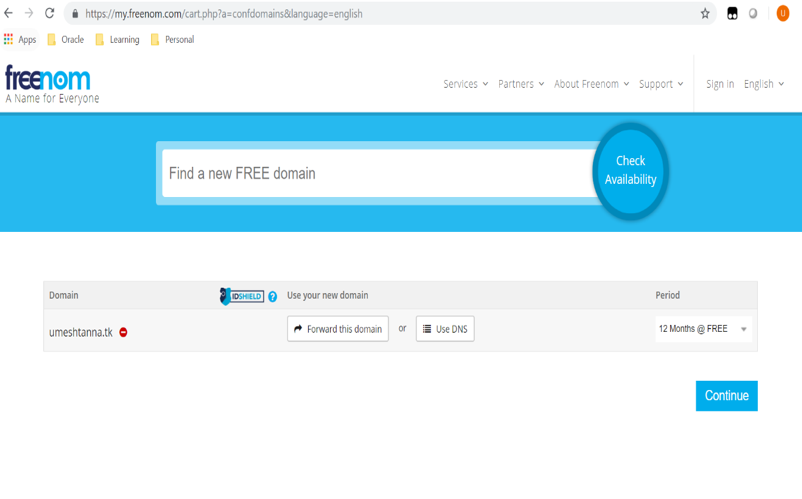 https://my.freenom.com/cart.php?a=confdomains&language=english
U
Apps Oracle Learning Personal
freenom
A Name for Everyone
Services Partners About Freenom Support Sign In English
Find a new FREE domain
Check
Availability
Domain IDSHIELD ? Use your new domain Period
umeshtanna.tk Forward this domain or Use DNS 12 Months @ FREE
Continue